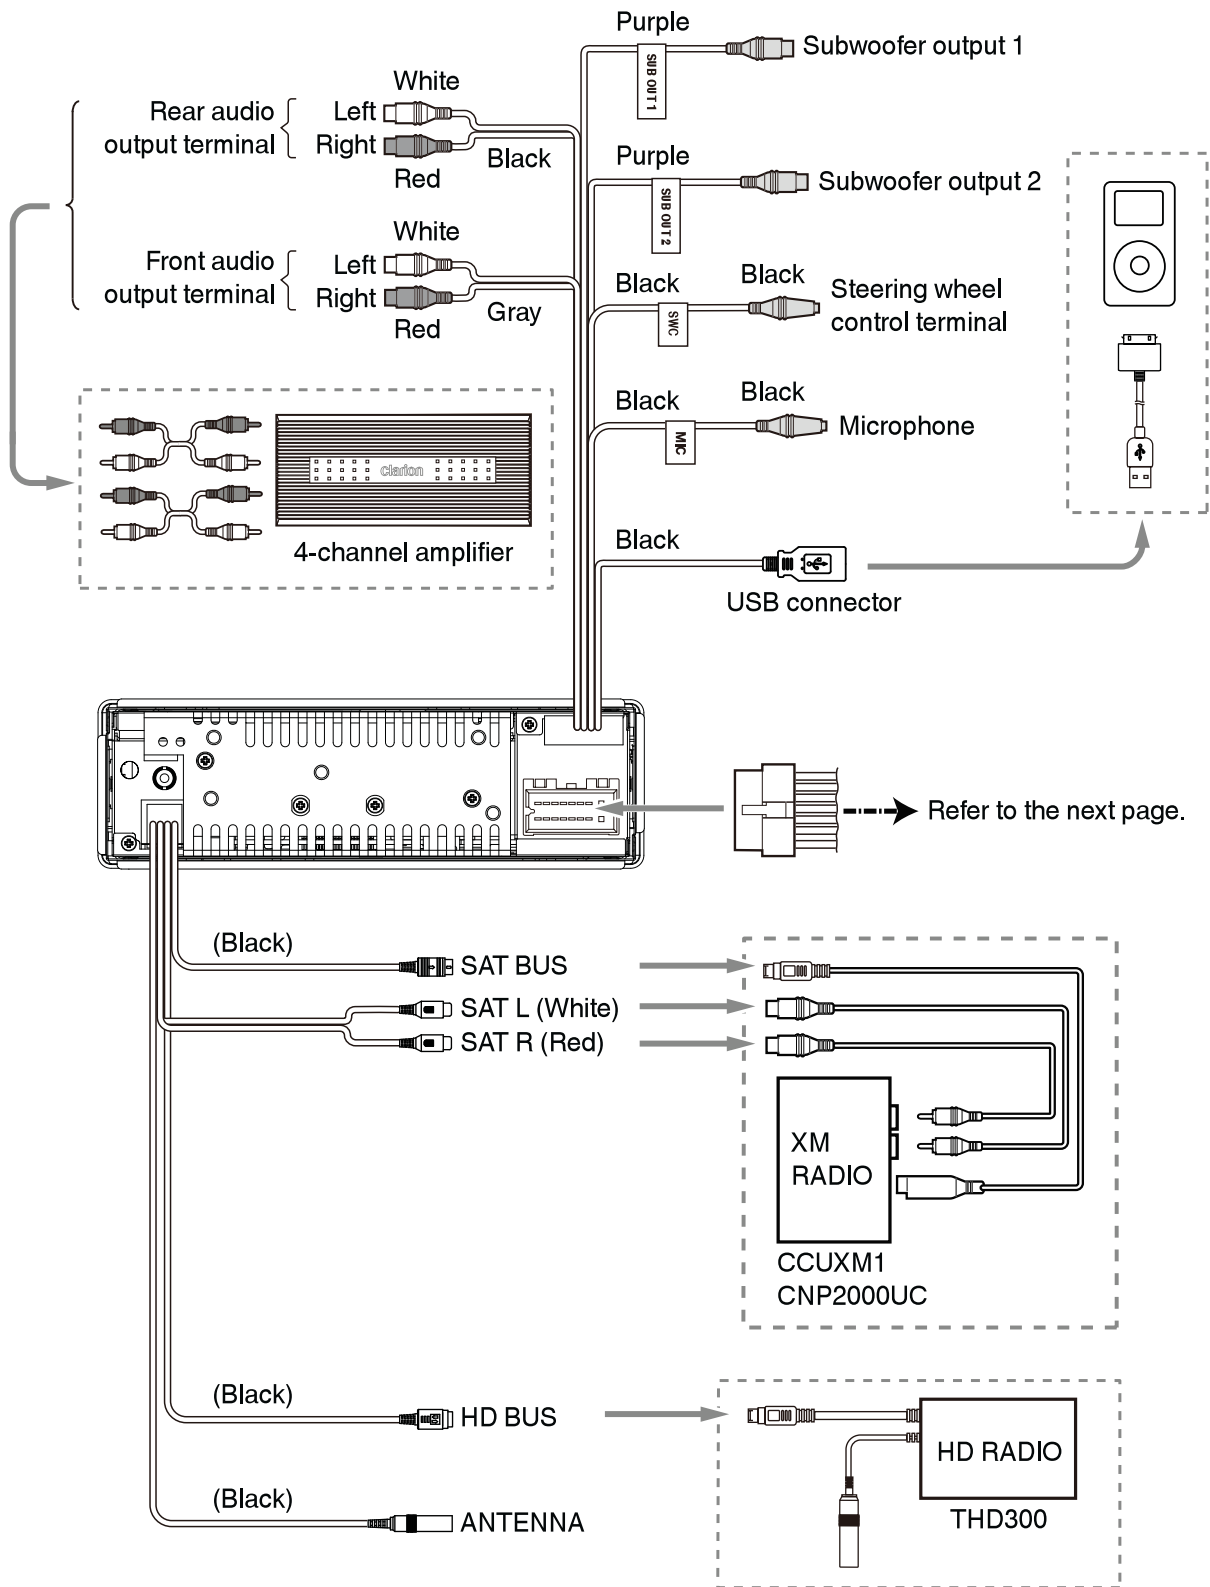 Purple
SUB OUT 1
Subwoofer output 1
White
Rear audio
output terminal
Left
Right
Black
Red
Purple
SUB OUT 2
Subwoofer output 2
White
Front audio
output terminal
Left
Right
Gray
Red
Black
SWC
Black
Steering wheel
control terminal
Black
MIC
Black
Microphone
clarion
4-channel amplifier
Black
USB connector
Refer to the next page.
(Black)
SAT BUS
SAT L (White)
SAT R (Red)
XM
RADIO
CCUXM1
CNP2000UC
(Black)
HD BUS
HD RADIO
THD300
(Black)
ANTENNA